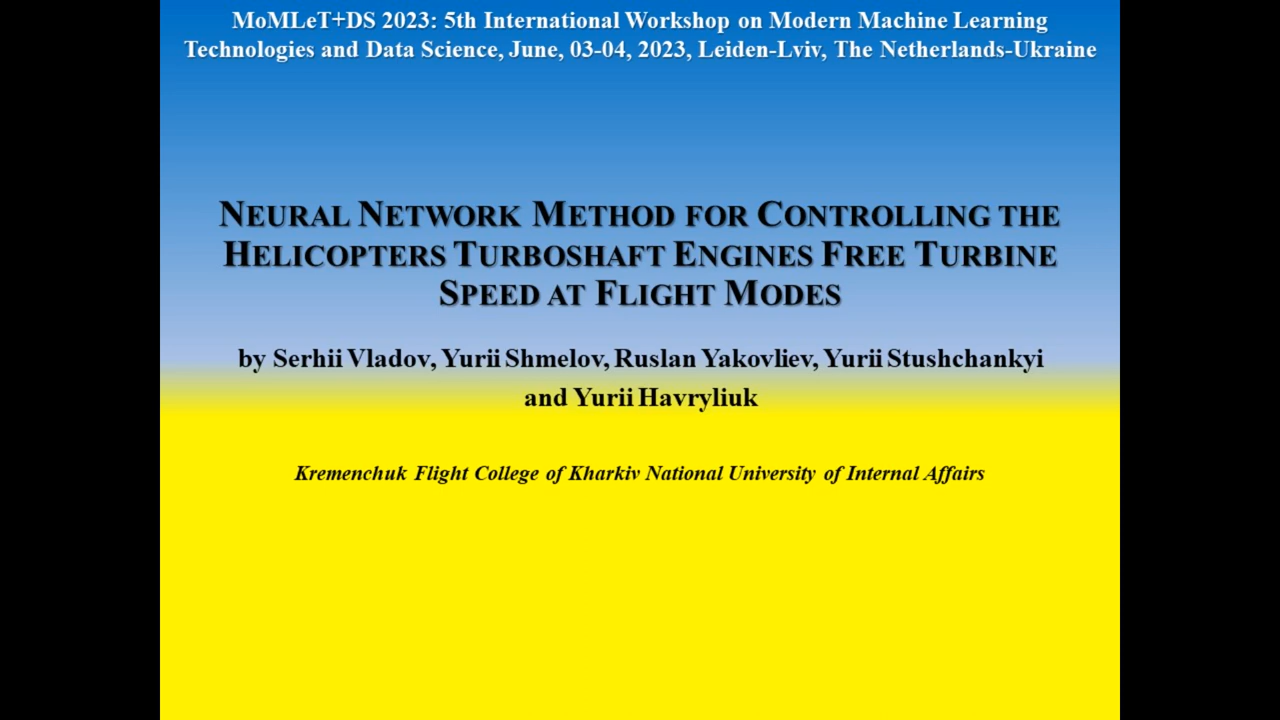 MoMLeT+DS 2023: 5th International Workshop on Modern Machine Learning
Technologies and Data Science, June, 03-04, 2023, Leiden-Lviv, The Netherlands-Ukraine
NEURAL NETWORK METHOD FOR CONTROLLING THE
HELICOPTERS TURBOSHAFT ENGINES FREE TURBINE
SPEED AT FLIGHT MODES
by Serhii Vladov, Yurii Shmelov, Ruslan Yakovliev, Yurii Stushchankyi
and Yurii Havryliuk
Kremenchuk Flight College of Kharkiv National University of Internal Affairs